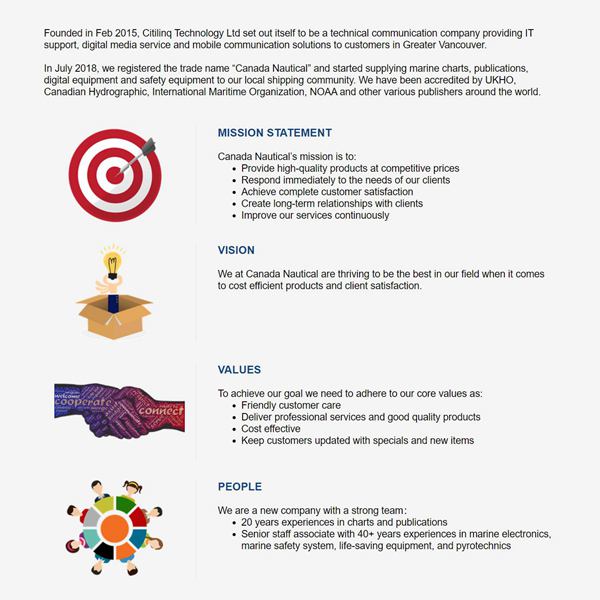 Founded in Feb 2015, Citilinq Technology Ltd set out itself to be a technical communication company providing IT
support, digital media service and mobile communication solutions to customers in Greater Vancouver.
In July 2018, we registered the trade name “Canada Nautical” and started supplying marine charts, publications,
digital equipment and safety equipment to our local shipping community. We have been accredited by UKHO,
Canadian Hydrographic, International Maritime Organization, NOAA and other various publishers around the world.
MISSION STATEMENT
Canada Nautical’s mission is to:
• Provide high-quality products at competitive prices
• Respond immediately to the needs of our clients
• Achieve complete customer satisfaction
• Create long-term relationships with clients
• Improve our services continuously
VISION
We at Canada Nautical are thriving to be the best in our field when it comes
to cost efficient products and client satisfaction.
VALUES
welcome
cooperate
connect
To achieve our goal we need to adhere to our core values as:
• Friendly customer care
• Deliver professional services and good quality products
• Cost effective
• Keep customers updated with specials and new items
PEOPLE
We are a new company with a strong team:
• 20 years experiences in charts and publications
• Senior staff associate with 40+ years experiences in marine electronics,
marine safety system, life-saving equipment, and pyrotechnics